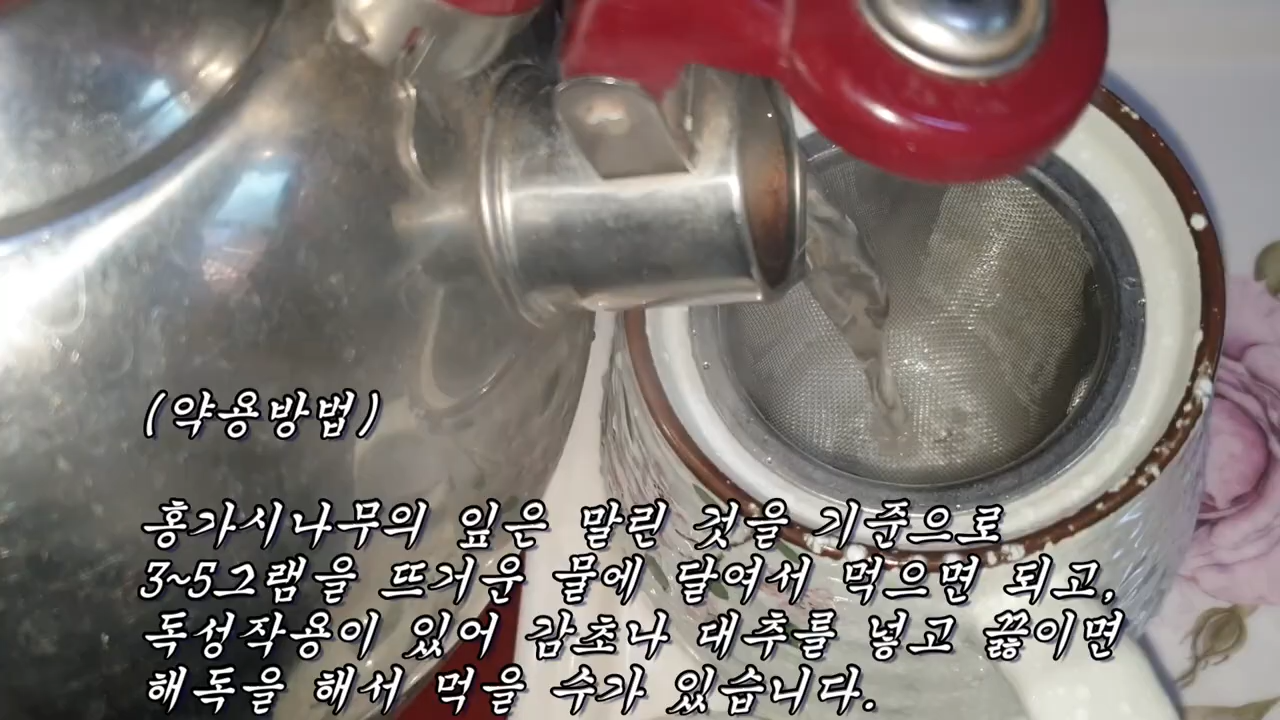 (약용방법)
홍가시나무의 잎은 말린 것을 기준으로
3~5그램을 뜨거운 물에 달여서 먹으면 되고,
독성작용이 있어 감초나 대추를 넣고 끓이면
해독을 해서 먹을 수가 있습니다.